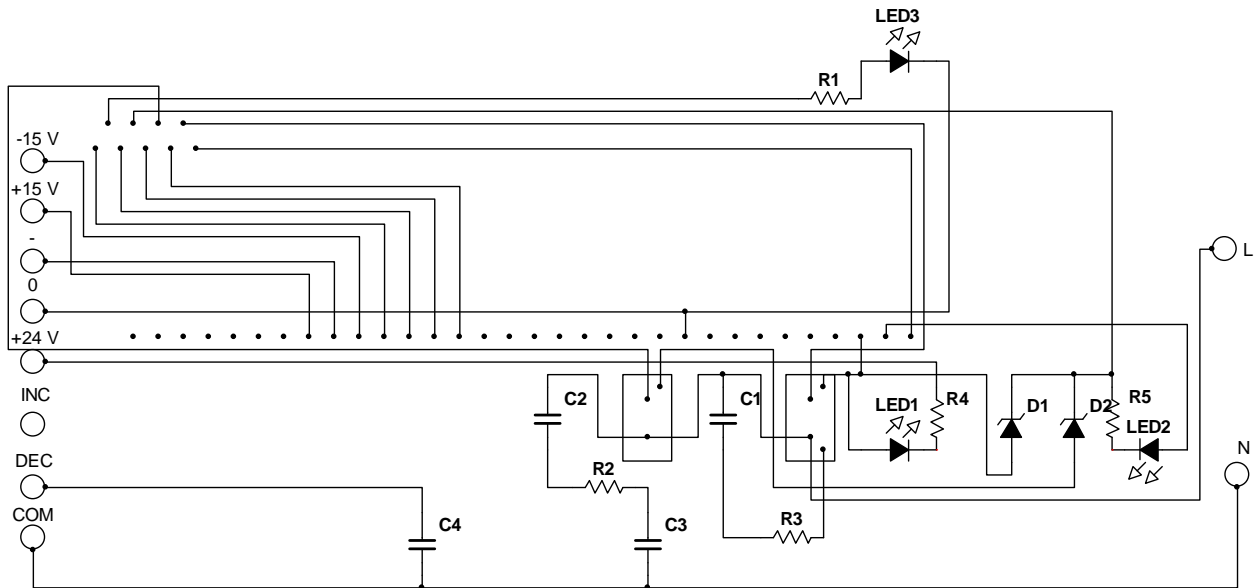 LED3
R1
-15 V
+15 V
-
L
0
+24 V
INC
C2
C1
LED1
R4
D1
D2
R5
LED2
DEC
N
R2
COM
C4
C3
R3